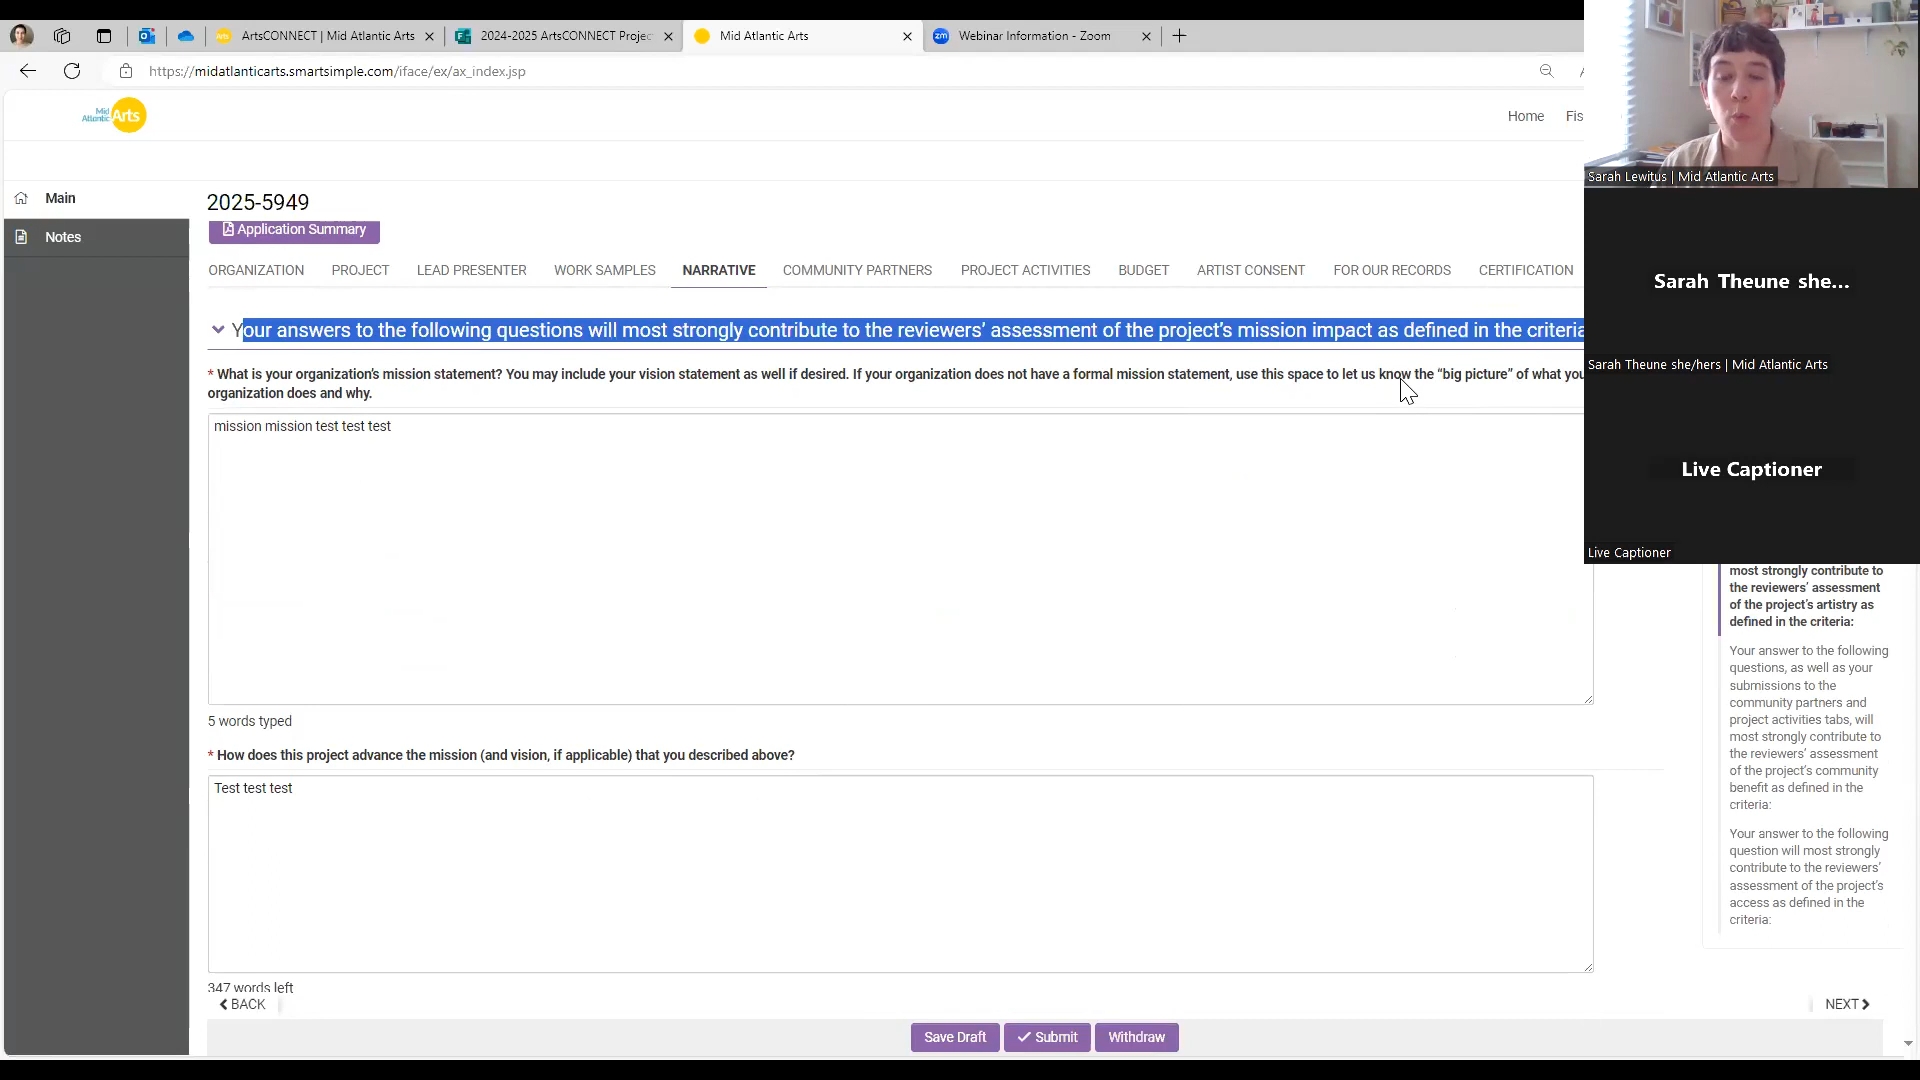 ArtsCONNECT | Mid Atlantic Arts
2024-2025 ArtsCONNECT Projec
Mid Atlantic Arts
zm
Webinar Information - Zoom
https://midatlanticarts.smartsimple.com/iface/ex/ax_index.jsp
Mid Atlantic Arts
Home
Fis
Main
Notes
2025-5949
Application Summary
ORGANIZATION
PROJECT
LEAD PRESENTER
WORK SAMPLES
NARRATIVE
COMMUNITY PARTNERS
PROJECT ACTIVITIES
BUDGET
ARTIST CONSENT
FOR OUR RECORDS
CERTIFICATION
Your answers to the following questions will most strongly contribute to the reviewers’ assessment of the project’s mission impact as defined in the criteria
* What is your organization’s mission statement? You may include your vision statement as well if desired. If your organization does not have a formal mission statement, use this space to let us know the “big picture” of what you
organization does and why.
mission mission test test test
5 words typed
* How does this project advance the mission (and vision, if applicable) that you described above?
Test test test
347 words left
BACK
NEXT
Save Draft
Submit
Withdraw
Sarah Lewitus | Mid Atlantic Arts
Sarah Theune she...
Sarah Theune she/hers | Mid Atlantic Arts
Live Captioner
Live Captioner
most strongly contribute to
the reviewers’ assessment
of the project’s artistry as
defined in the criteria:
Your answer to the following
questions, as well as your
submissions to the
community partners and
project activities tabs, will
most strongly contribute to
the reviewers’ assessment
of the project’s community
benefit as defined in the
criteria:
Your answer to the following
question will most strongly
contribute to the reviewers’
assessment of the project’s
access as defined in the
criteria: